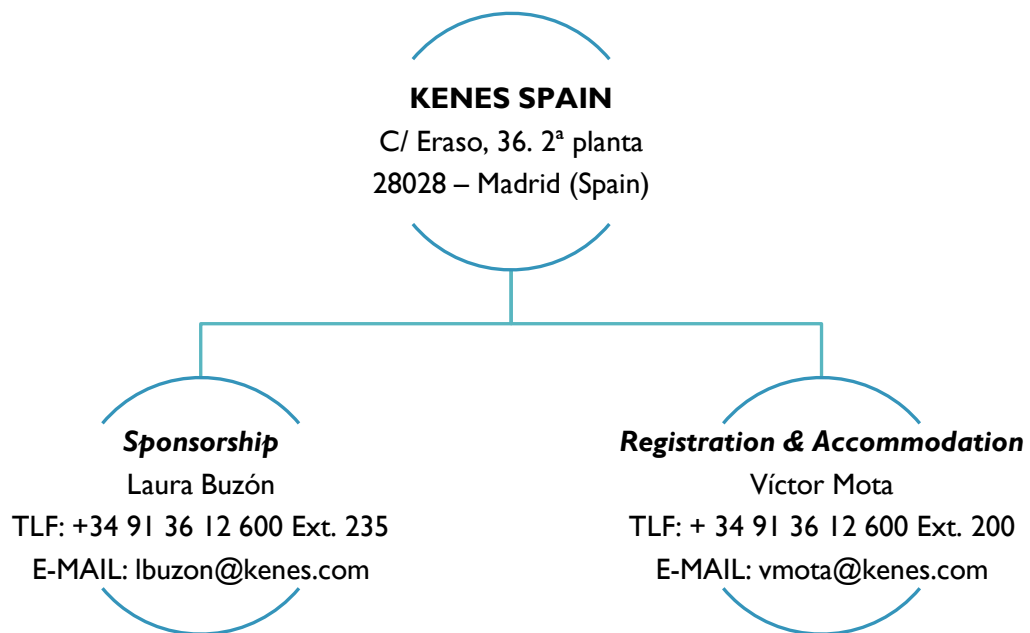 KENES SPAIN
C/ Eraso, 36. 2ª planta
28028 – Madrid (Spain)
Sponsorship
Laura Buzón
TLF: +34 91 36 12 600 Ext. 235
E-MAIL: lbuzon@kenes.com
Registration & Accommodation
Víctor Mota
TLF: + 34 91 36 12 600 Ext. 200
E-MAIL: vmota@kenes.com